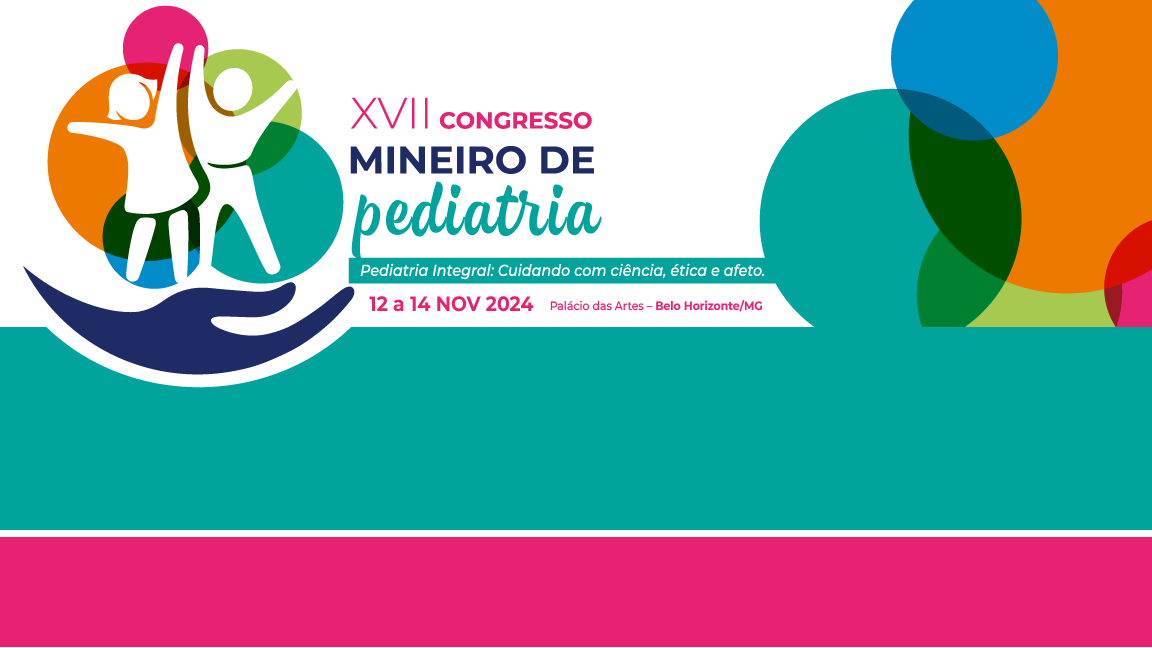 XVII CONGRESSO
MINEIRO DE
pediatria
Pediatria Integral: Cuidando com ciência, ética e afeto.
12 a 14 NOV 2024 Palácio das Artes – Belo Horizonte/MG